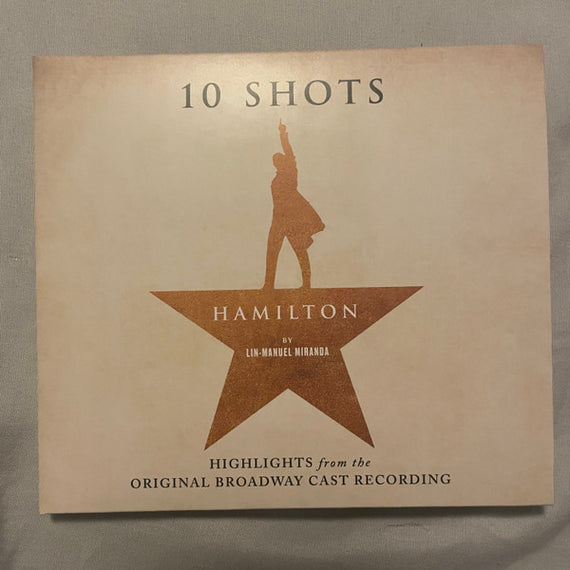 10 SHOTS
HAMILTON
BY
LIN-MANUEL MIRANDA
HIGHLIGHTS from the
ORIGINAL BROADWAY CAST RECORDING